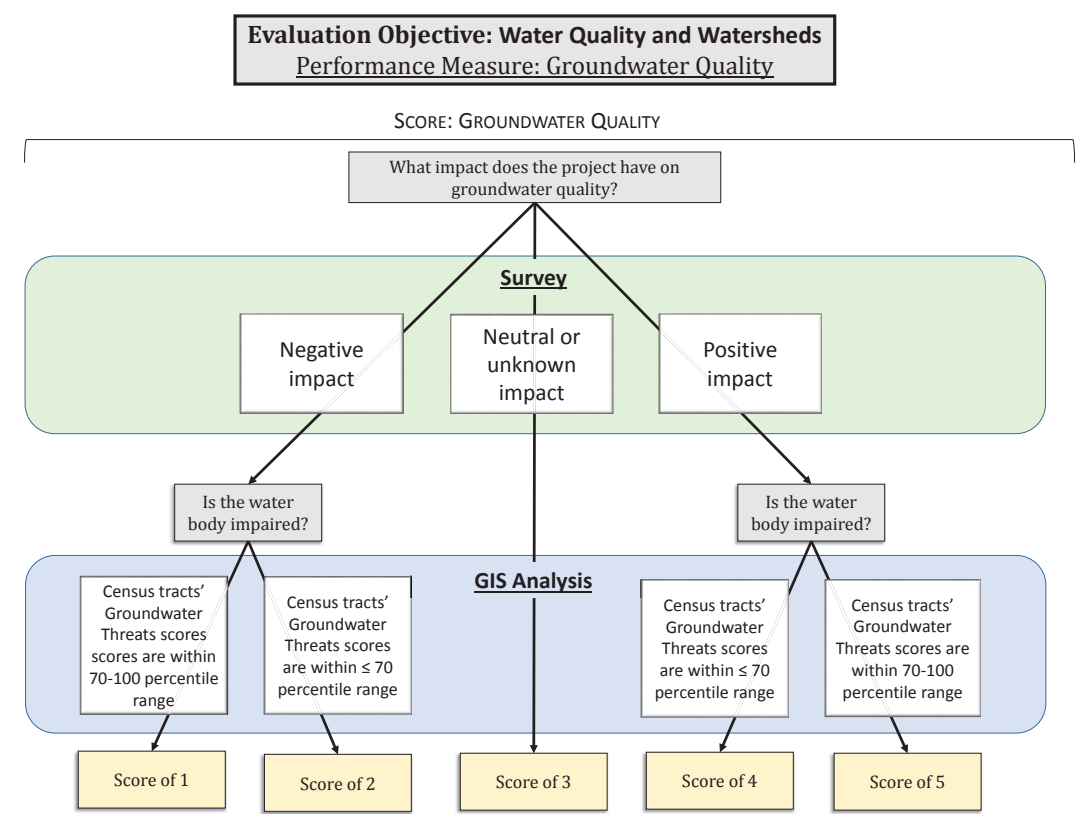 Evaluation Objective: Water Quality and Watersheds
Performance Measure: Groundwater Quality
SCORE: GROUNDWATER QUALITY
What impact does the project have on
groundwater quality?
Survey
Negative
impact
Neutral or
unknown
impact
Positive
impact
Is the water
body impaired?
Is the water
body impaired?
GIS Analysis
Census tracts’
Groundwater
Threats scores
scores are within
70-100 percentile
range
Census tracts’
Groundwater
Threats scores
are within ≤ 70
percentile range
Census tracts’
Groundwater
Threats scores
are within ≤ 70
percentile range
Census tracts’
Groundwater
Threats scores are
within 70-100
percentile range
Score of 1
Score of 2
Score of 3
Score of 4
Score of 5